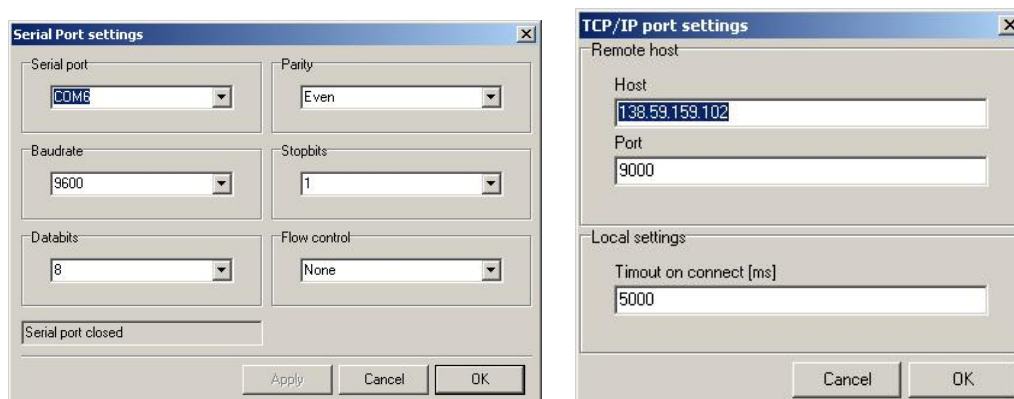 Serial Port settings
Serial port
COM6
Parity
Even
Baudrate
9600
Stopbits
1
Databits
8
Flow control
None
Serial port closed
Apply
Cancel
OK
TCP/IP port settings
Remote host
Host
138.59.159.102
Port
9000
Local settings
Timout on connect [ms]
5000
Cancel
OK